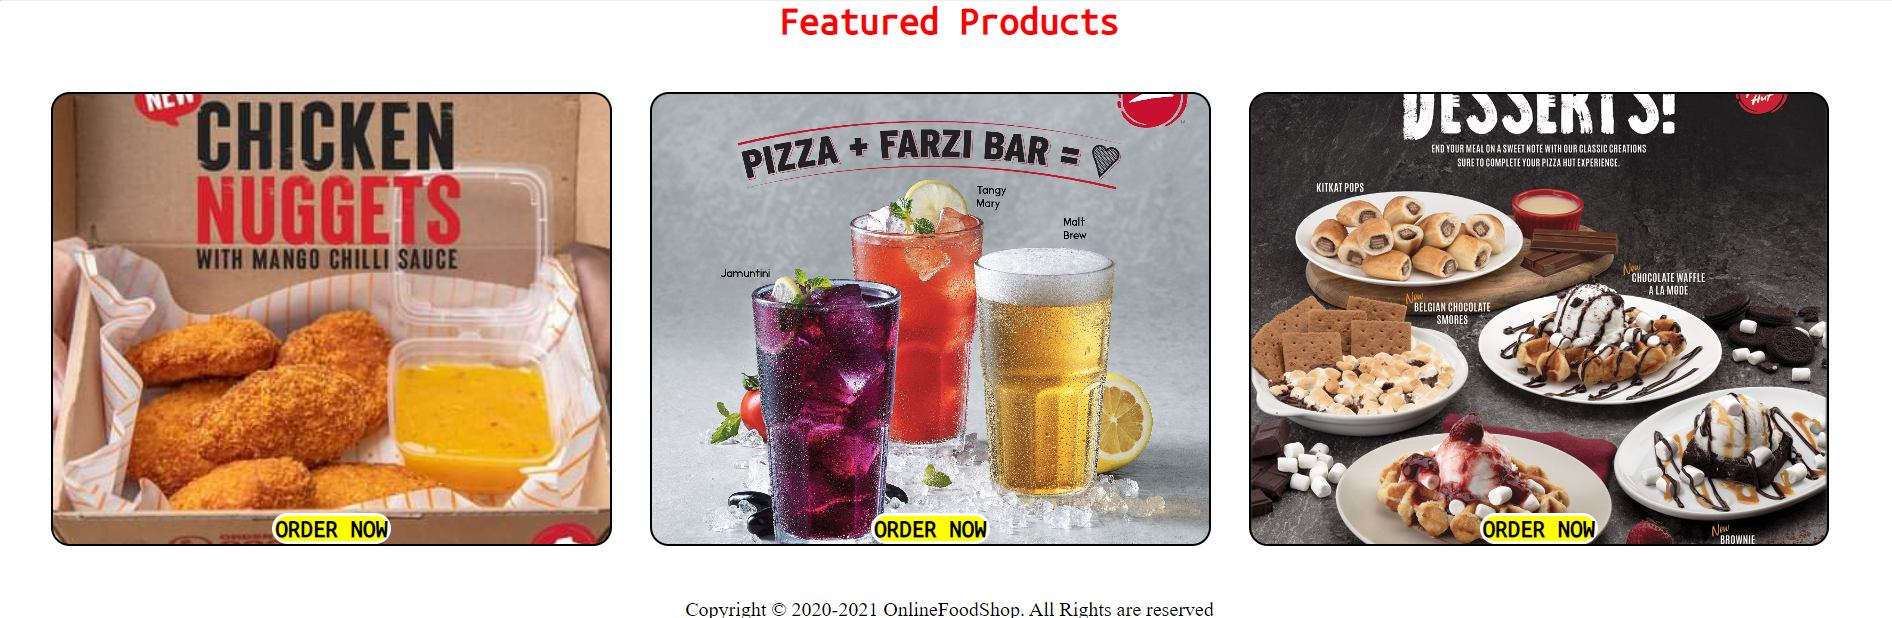 Featured Products
NEW
CHICKEN
NUGGETS
WITH MANGO CHILLI SAUCE
ORDER NOW
PIZZA + FARZI BAR =
Tangy
Mary
Malt
Brew
Jamuntini
ORDER NOW
DESSERTS!
END YOUR MEAL ON A SWEET NOTE WITH OUR CLASSIC CREATIONS
SURE TO COMPLETE YOUR PIZZA HUT EXPERIENCE.
Hut
KITKAT POPS
New
CHOCOLATE WAFFLE
A LA MODE
New
BELGIAN CHOCOLATE
SMORES
ORDER NOW
New
BROWNIE
Copyright © 2020-2021 OnlineFoodShop. All Rights are reserved